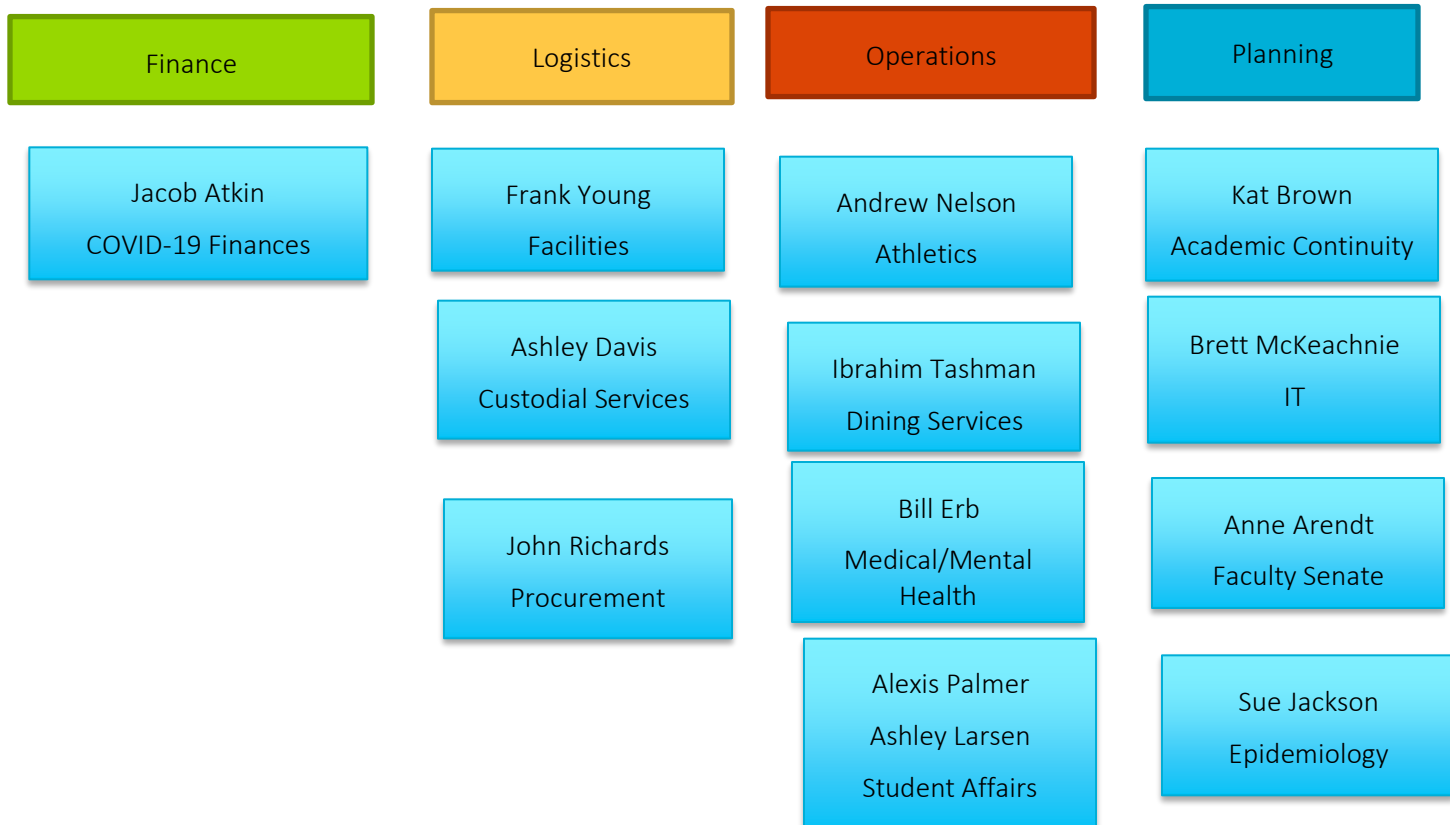 Finance
Jacob Atkin
COVID-19 Finances
Logistics
Frank Young
Facilities
Ashley Davis
Custodial Services
John Richards
Procurement
Operations
Andrew Nelson
Athletics
Ibrahim Tashman
Dining Services
Bill Erb
Medical/Mental
Health
Alexis Palmer
Ashley Larsen
Student Affairs
Planning
Kat Brown
Academic Continuity
Brett McKeachnie
IT
Anne Arendt
Faculty Senate
Sue Jackson
Epidemiology